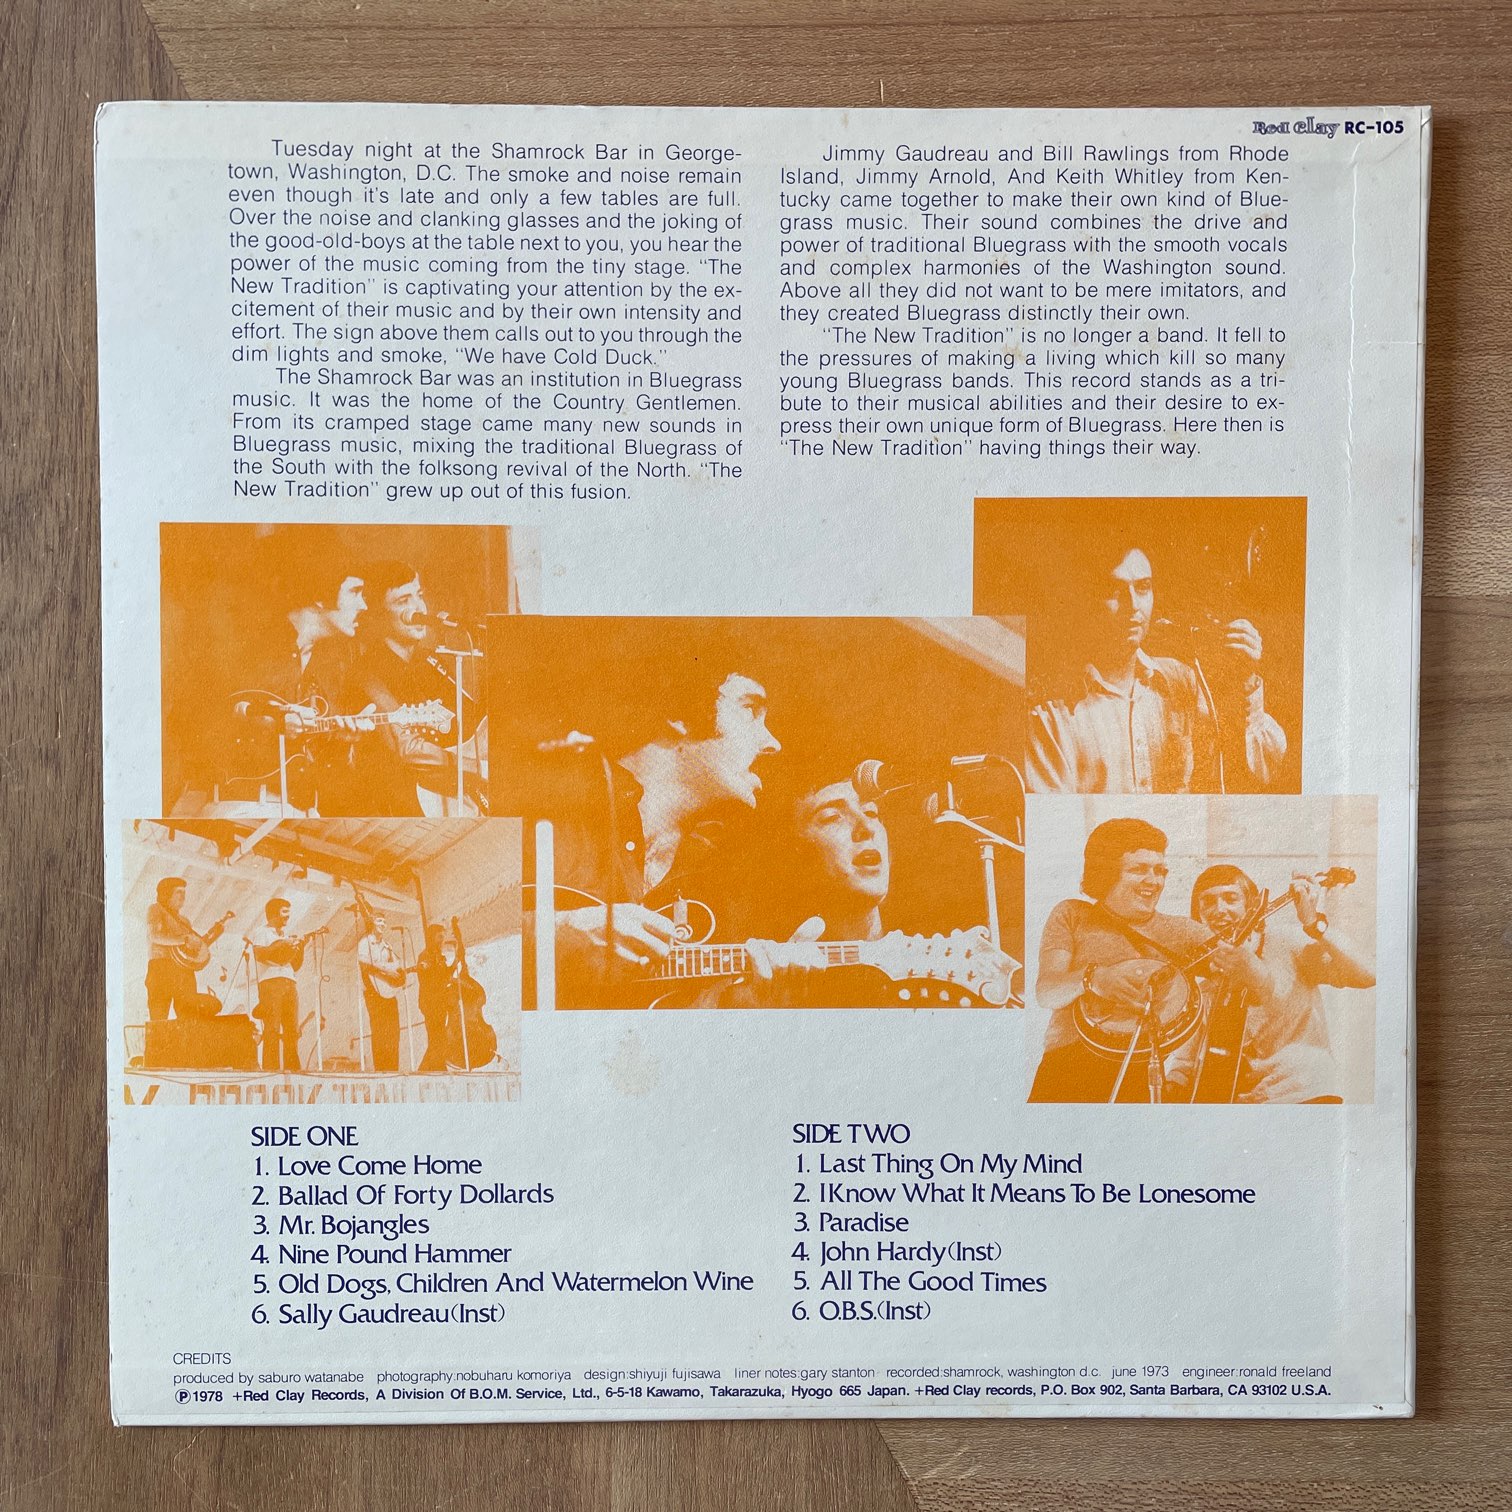 Red Clay RC-105
Tuesday night at the Shamrock Bar in George-
town, Washington, D.C. The smoke and noise remain
even though it's late and only a few tables are full.
Over the noise and clanking glasses and the joking of
the good-old-boys at the table next to you, you hear the
power of the music coming from the tiny stage. "The
New Tradition" is captivating your attention by the ex-
citement of their music and by their own intensity and
effort. The sign above them calls out to you through the
dim lights and smoke, "We have Cold Duck."
The Shamrock Bar was an institution in Bluegrass
music. It was the home of the Country Gentlemen.
From its cramped stage came many new sounds in
Bluegrass music, mixing the traditional Bluegrass of
the South with the folksong revival of the North. "The
New Tradition" grew up out of this fusion.
Jimmy Gaudreau and Bill Rawlings from Rhode
Island, Jimmy Arnold, And Keith Whitley from Ken-
tucky came together to make their own kind of Blue-
grass music. Their sound combines the drive and
power of traditional Bluegrass with the smooth vocals
and complex harmonies of the Washington sound.
Above all they did not want to be mere imitators, and
they created Bluegrass distinctly their own.
"The New Tradition" is no longer a band. It fell to
the pressures of making a living which kill so many
young Bluegrass bands. This record stands as a tri-
bute to their musical abilities and their desire to ex-
press their own unique form of Bluegrass. Here then is
"The New Tradition" having things their way.
SIDE ONE
1. Love Come Home
2. Ballad Of Forty Dollards
3. Mr. Bojangles
4. Nine Pound Hammer
5. Old Dogs, Children And Watermelon Wine
6. Sally Gaudreau(Inst)
SIDE TWO
1. Last Thing On My Mind
2. I Know What It Means To Be Lonesome
3. Paradise
4. John Hardy(Inst)
5. All The Good Times
6. O.B.S.(Inst)
CREDITS
produced by saburo watanabe photography:nobuharu komoriya design:shiyuji fujisawa liner notes:gary stanton recorded:shamrock, washington d.c. june 1973 engineer:ronald freeland
Ⓟ1978 +Red Clay Records, A Division Of B.O.M. Service, Ltd., 6-5-18 Kawamo, Takarazuka, Hyogo 665 Japan. +Red Clay records, P.O. Box 902, Santa Barbara, CA 93102 U.S.A.